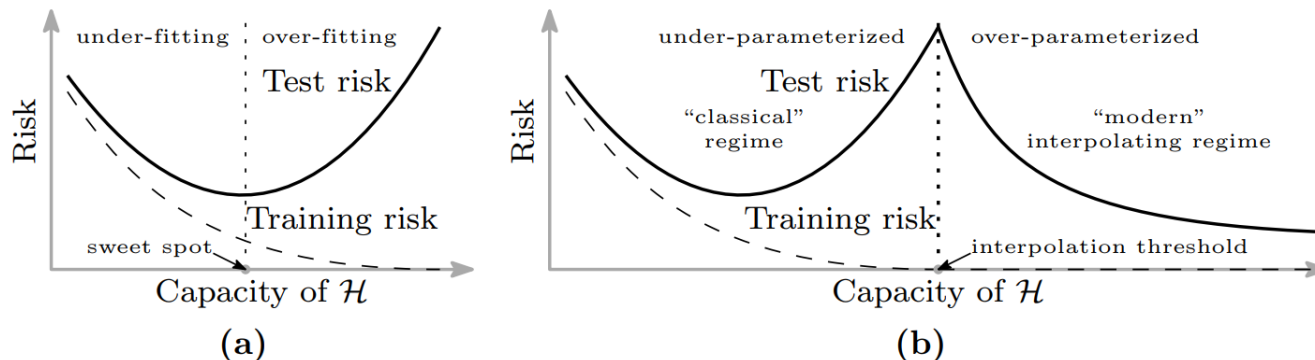 under-fitting
over-fitting
Test risk
Risk
Training risk
sweet spot
Capacity of ℋ
(a)
under-parameterized
over-parameterized
Test risk
“classical”
regime
“modern”
interpolating regime
Risk
Training risk
interpolation threshold
Capacity of ℋ
(b)